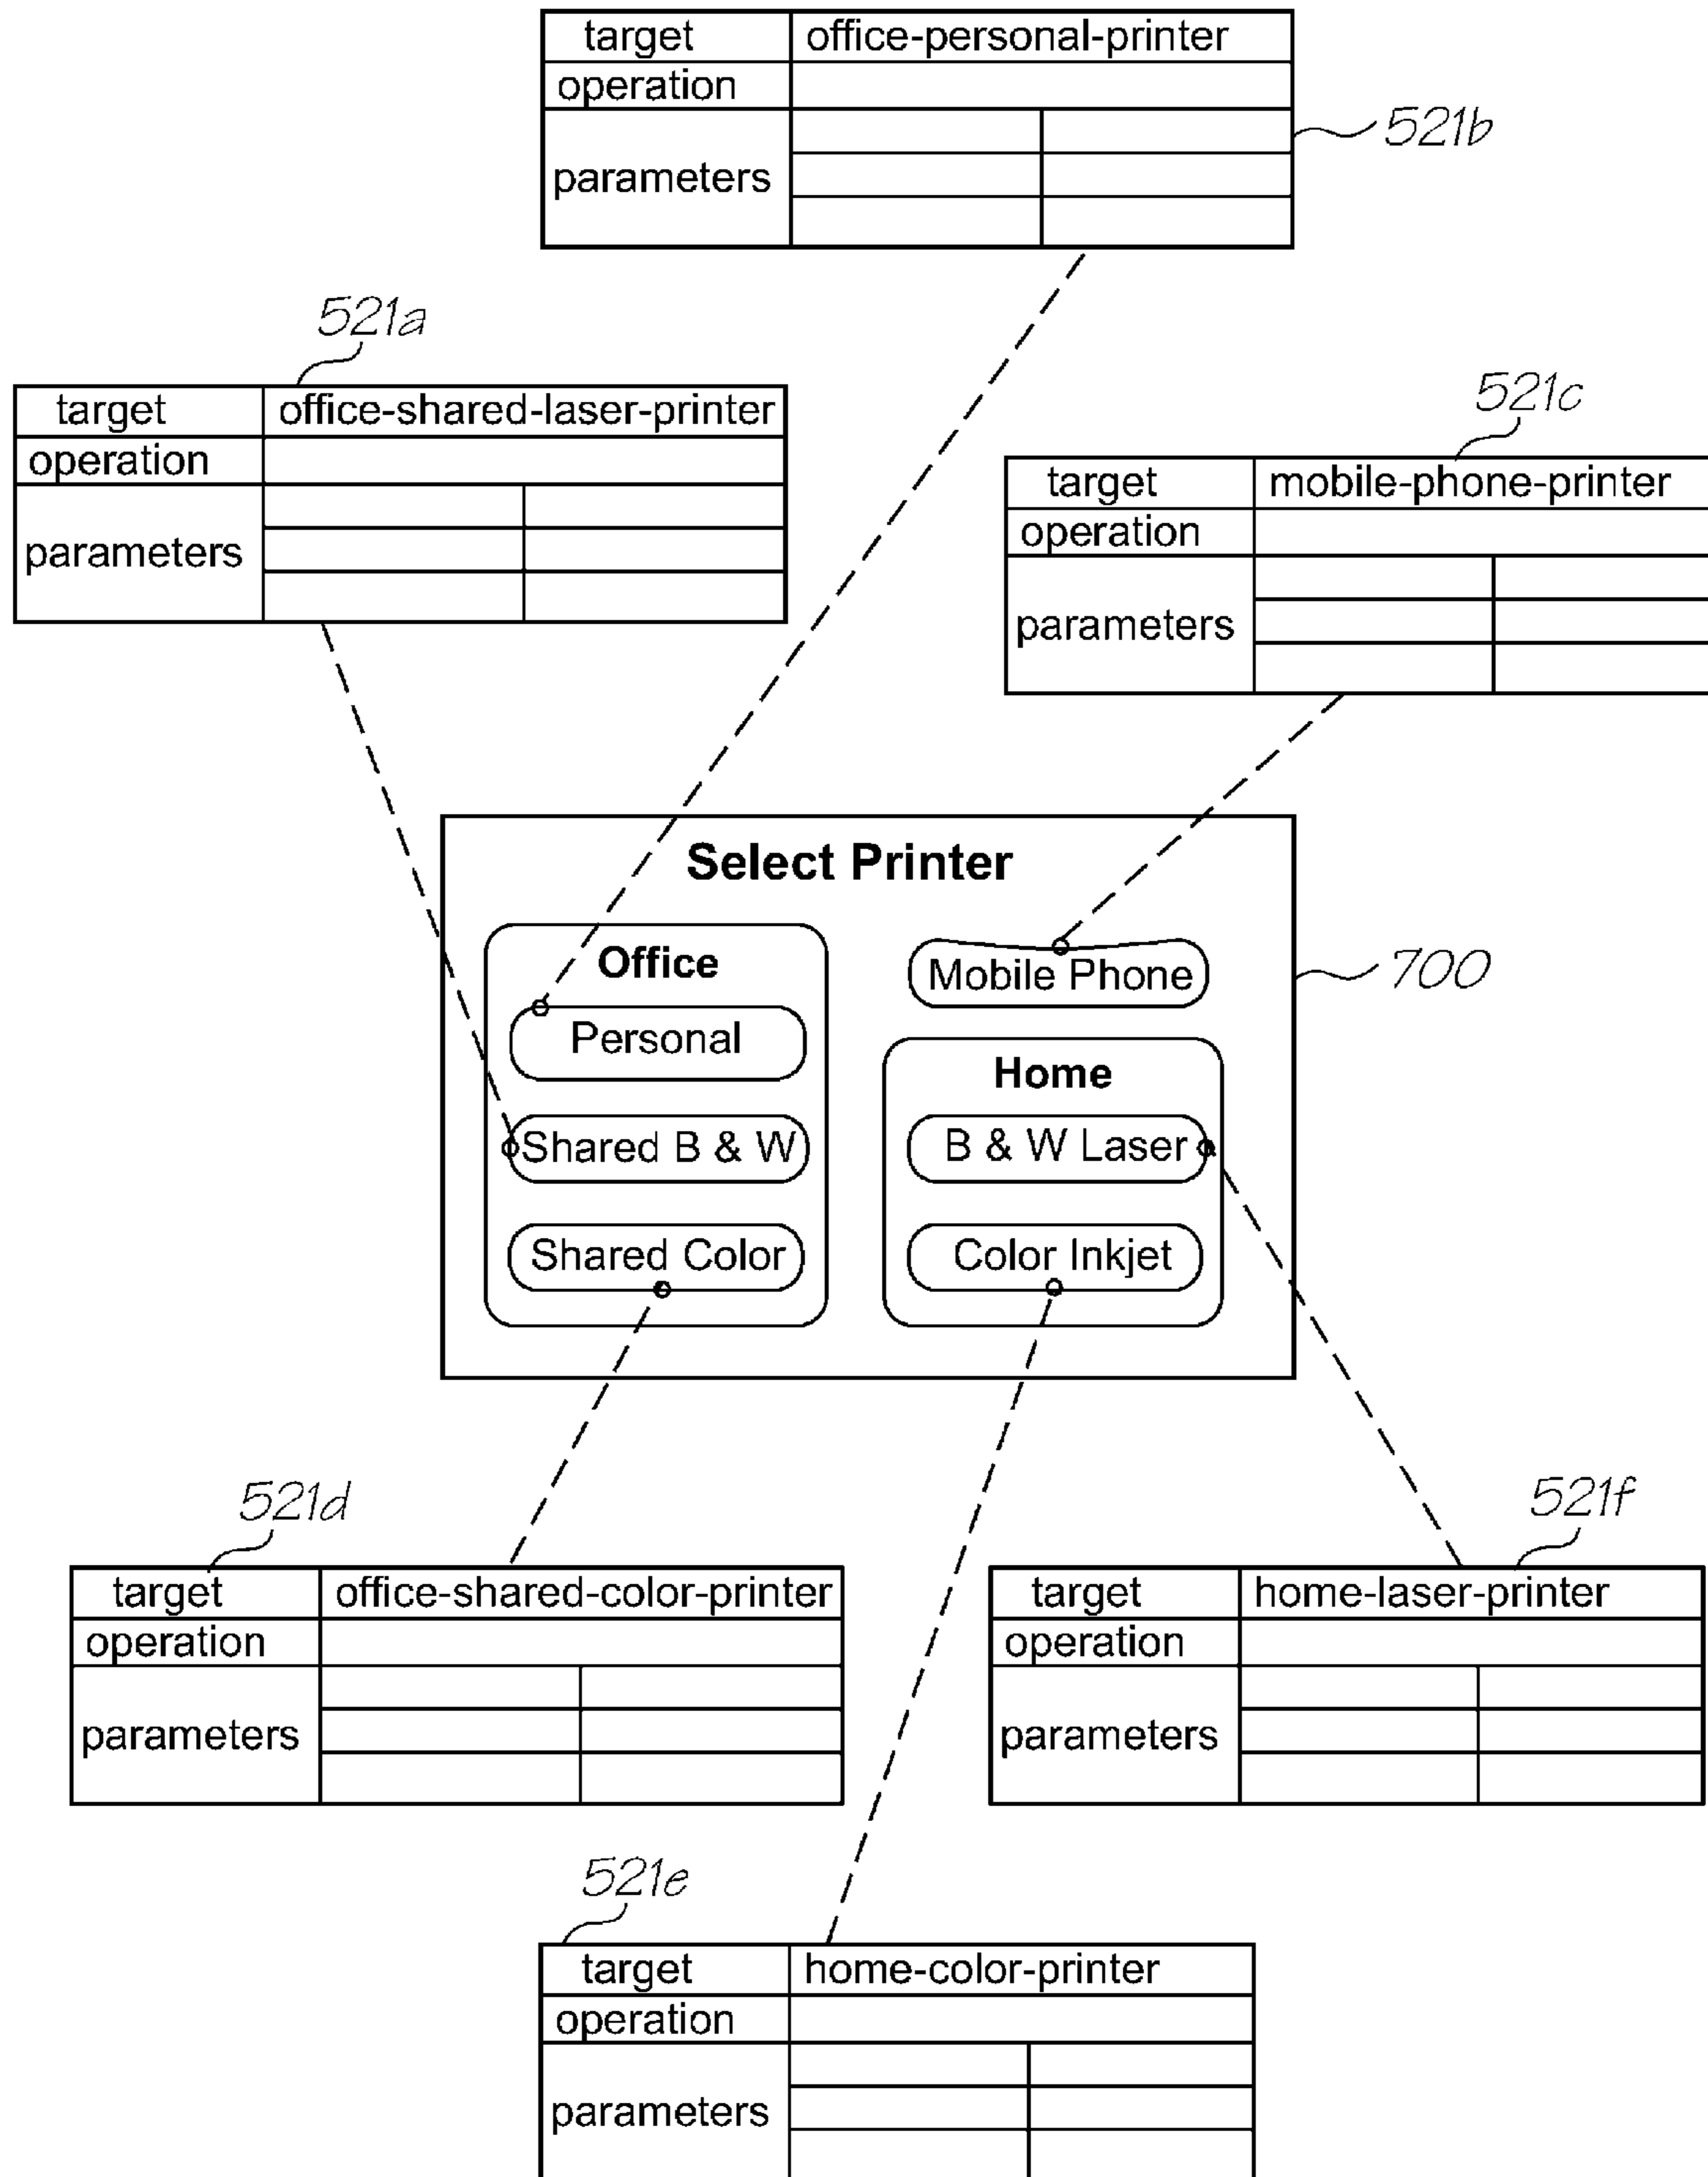 target office-personal-printer
operation
parameters
521b
521a
target office-shared-laser-printer
operation
parameters
521c
target mobile-phone-printer
operation
parameters
Select Printer
Office
Personal
Shared B & W
Shared Color
Mobile Phone
Home
B & W Laser
Color Inkjet
700
521d
target office-shared-color-printer
operation
parameters
521f
target home-laser-printer
operation
parameters
521e
target home-color-printer
operation
parameters